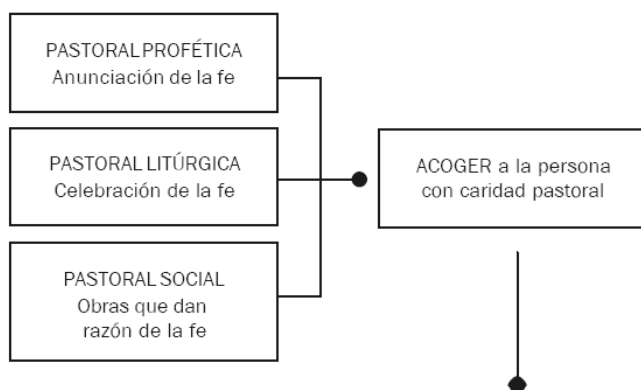 PASTORAL PROFÉTICA
Anunciación de la fe
PASTORAL LITÚRGICA
Celebración de la fe
PASTORAL SOCIAL
Obras que dan
razón de la fe
ACOGER a la persona
con caridad pastoral